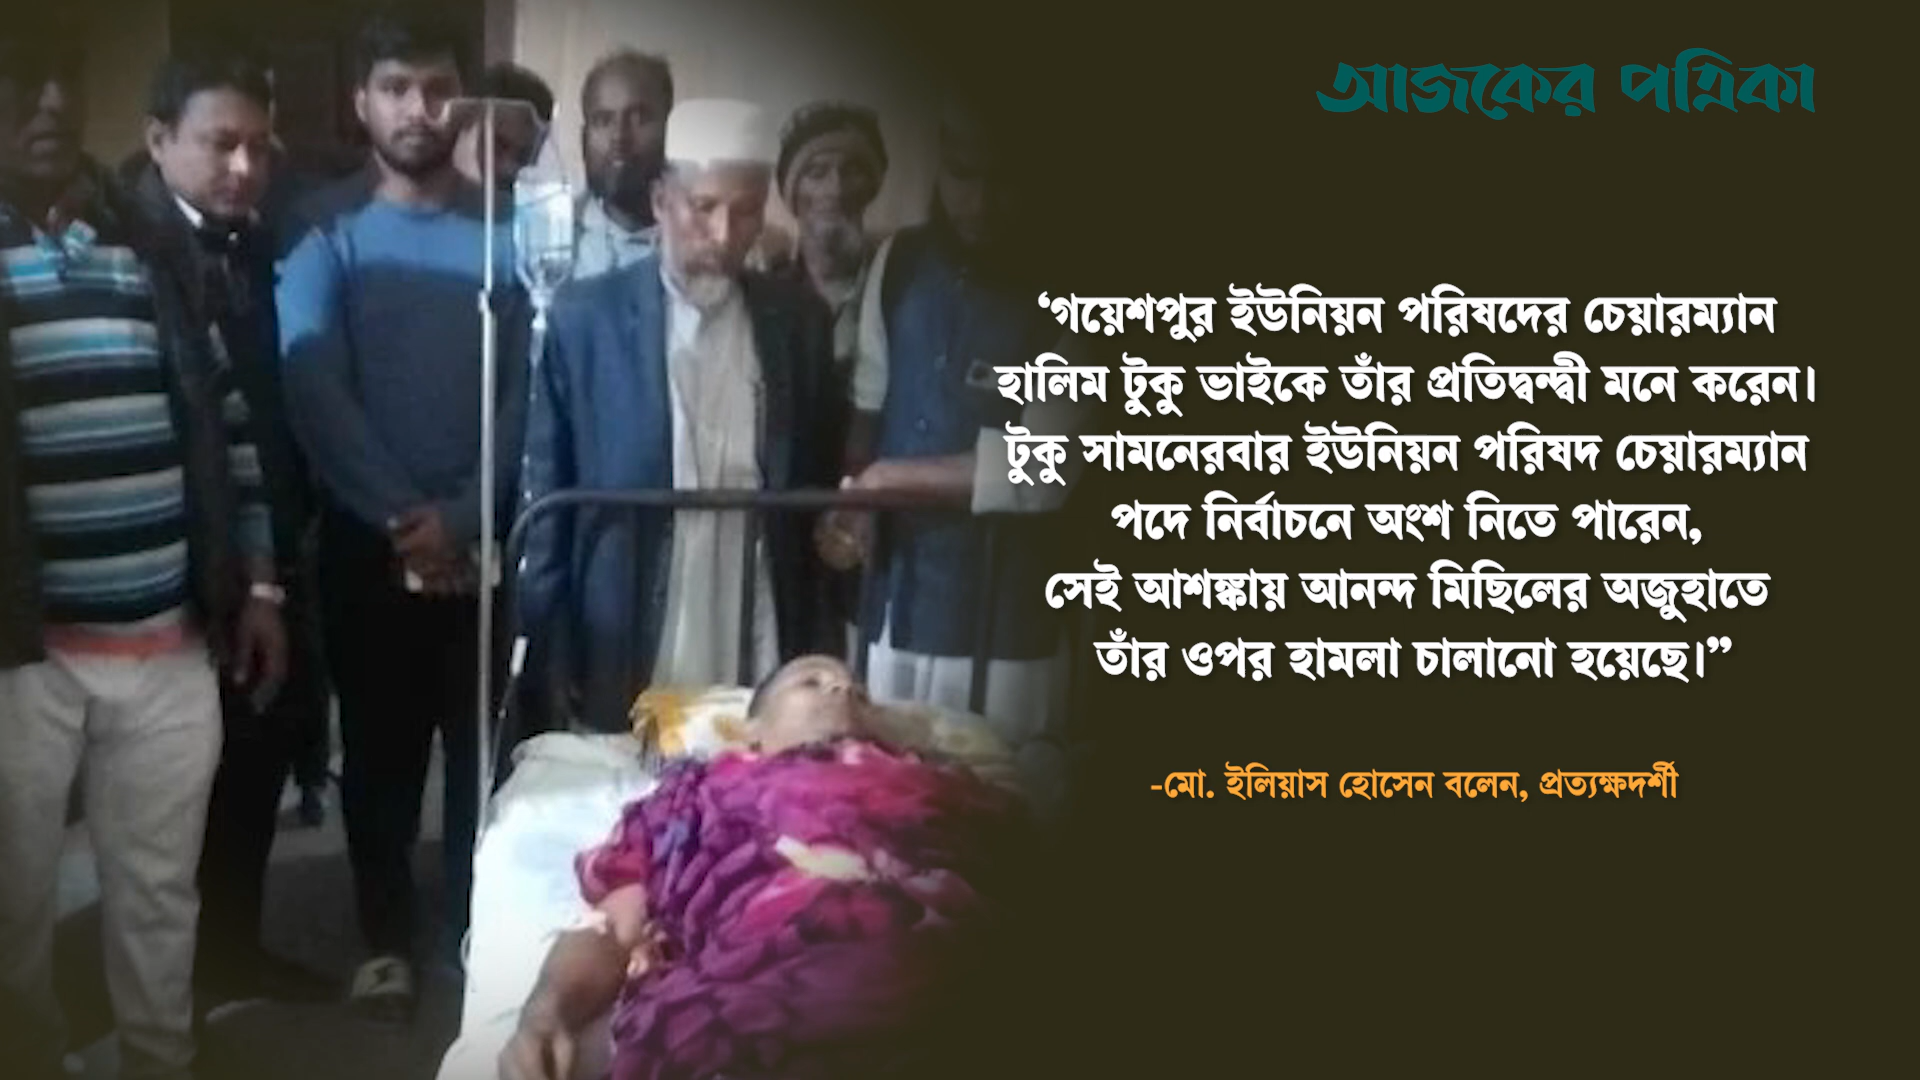 আজকের পত্রিকা
‘গয়েশপুর ইউনিয়ন পরিষদের চেয়ারম্যান
হালিম টুকু ভাইকে তাঁর প্রতিদ্বন্দ্বী মনে করেন।
টুকু সামনেরবার ইউনিয়ন পরিষদ চেয়ারম্যান
পদে নির্বাচনে অংশ নিতে পারেন,
সেই আশঙ্কায় আনন্দ মিছিলের অজুহাতে
তাঁর ওপর হামলা চালানো হয়েছে।”
-মো. ইলিয়াস হোসেন বলেন, প্রত্যক্ষদর্শী